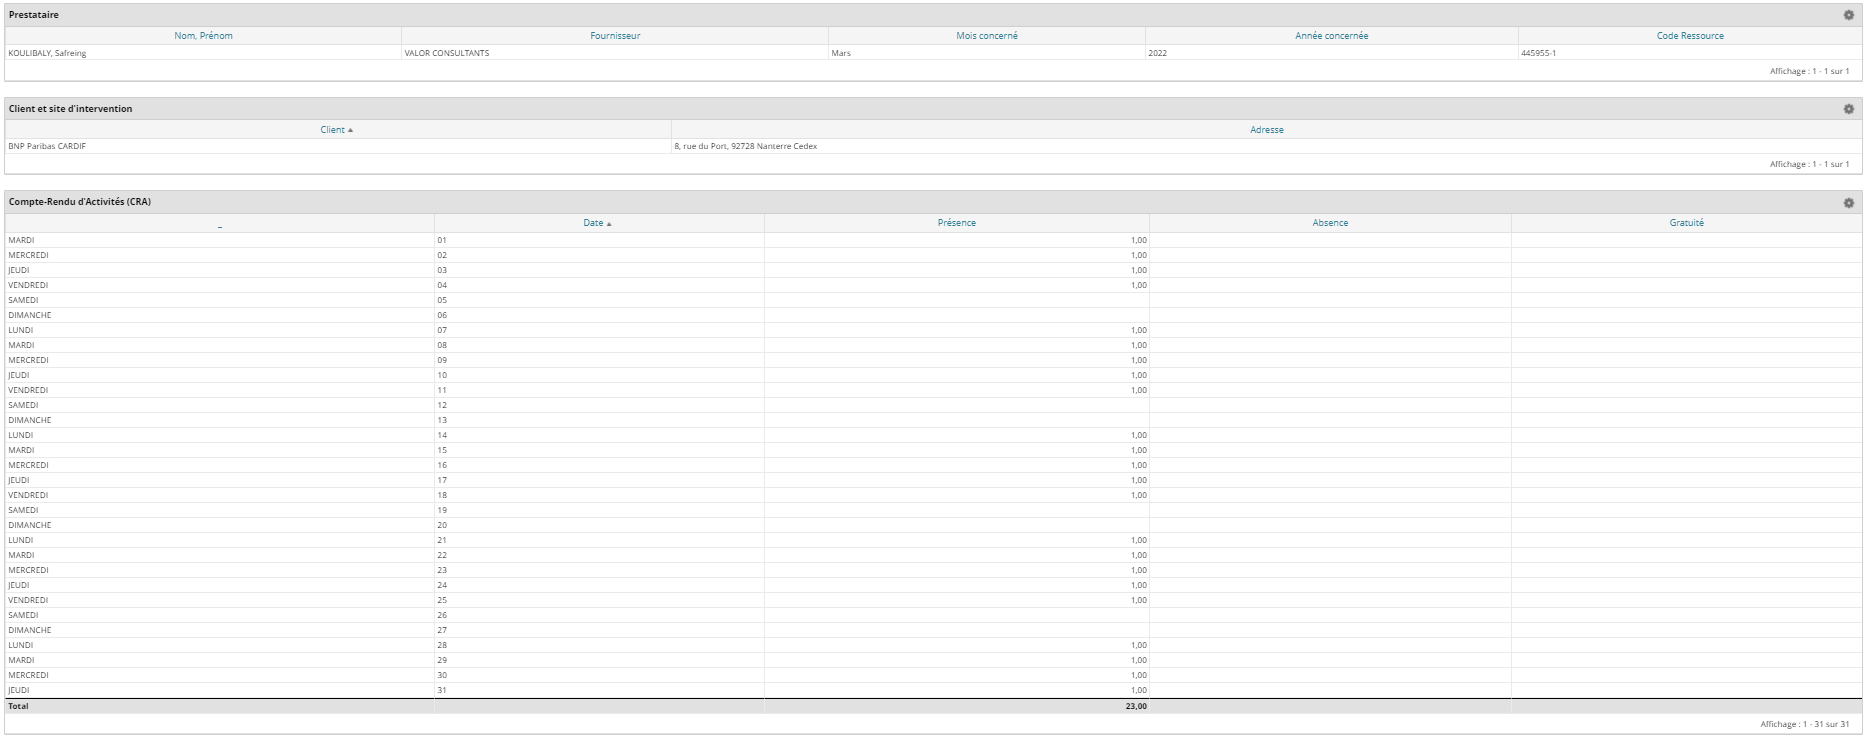 Prestataire
Nom, Prénom Fournisseur Mois concerné Année concernée Code Ressource
KOULIBALY, Safreing VALOR CONSULTANTS Mars 2022 445955-1
Affichage : 1 - 1 sur 1
Client et site d'intervention
Client Adresse
BNP Paribas CARDIF 8, rue du Port, 92728 Nanterre Cedex
Affichage : 1 - 1 sur 1
Compte-Rendu d'Activités (CRA)
_ Date Présence Absence Gratuité
MARDI 01 1,00
MERCREDI 02 1,00
JEUDI 03 1,00
VENDREDI 04 1,00
SAMEDI 05
DIMANCHE 06
LUNDI 07 1,00
MARDI 08 1,00
MERCREDI 09 1,00
JEUDI 10 1,00
VENDREDI 11 1,00
SAMEDI 12
DIMANCHE 13
LUNDI 14 1,00
MARDI 15 1,00
MERCREDI 16 1,00
JEUDI 17 1,00
VENDREDI 18 1,00
SAMEDI 19
DIMANCHE 20
LUNDI 21 1,00
MARDI 22 1,00
MERCREDI 23 1,00
JEUDI 24 1,00
VENDREDI 25 1,00
SAMEDI 26
DIMANCHE 27
LUNDI 28 1,00
MARDI 29 1,00
MERCREDI 30 1,00
JEUDI 31 1,00
Total 23,00
Affichage : 1 - 31 sur 31